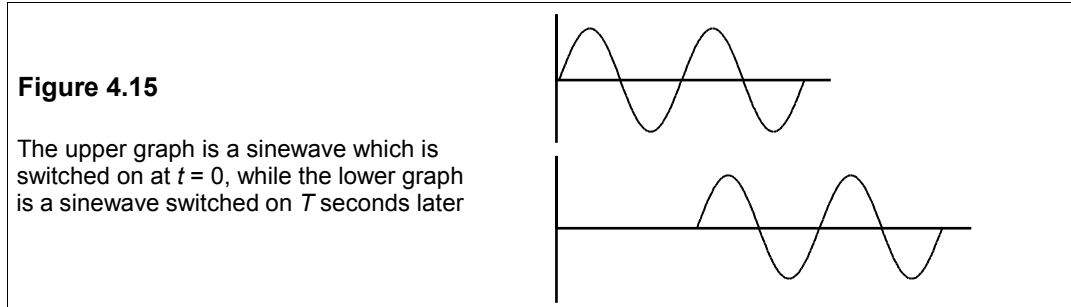 Figure 4.15
The upper graph is a sinewave which is
switched on at t = 0, while the lower graph
is a sinewave switched on T seconds later